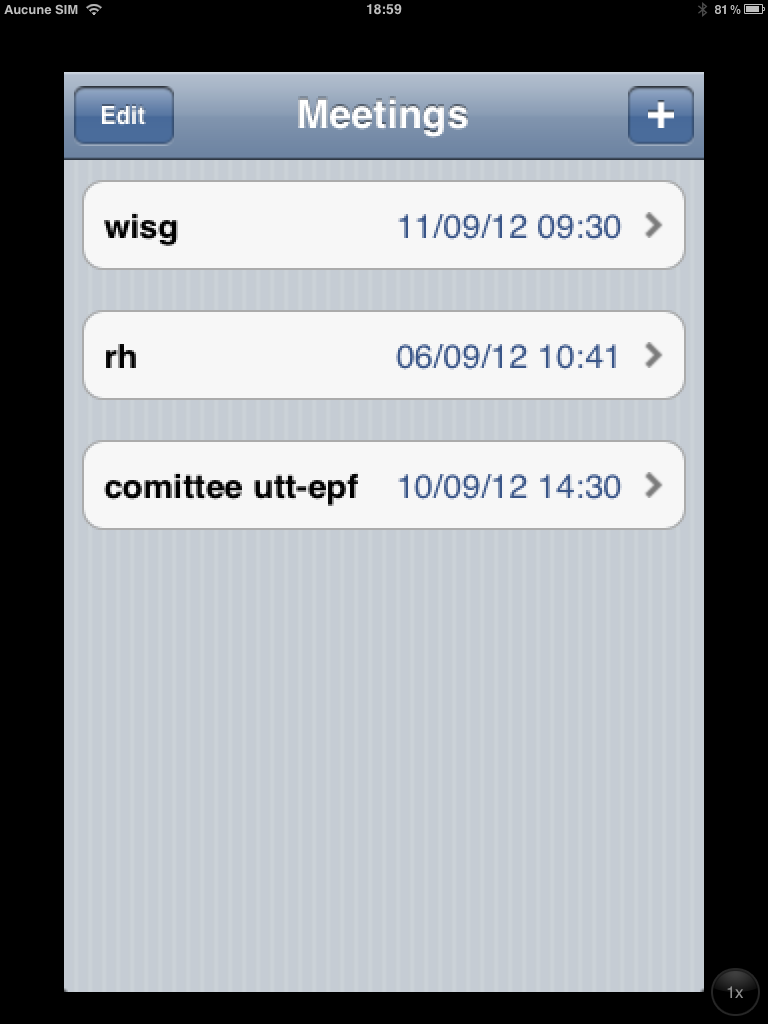 Aucune SIM 18:59 81 %
Edit Meetings +
wisg 11/09/12 09:30
rh 06/09/12 10:41
comittee utt-epf 10/09/12 14:30
1x